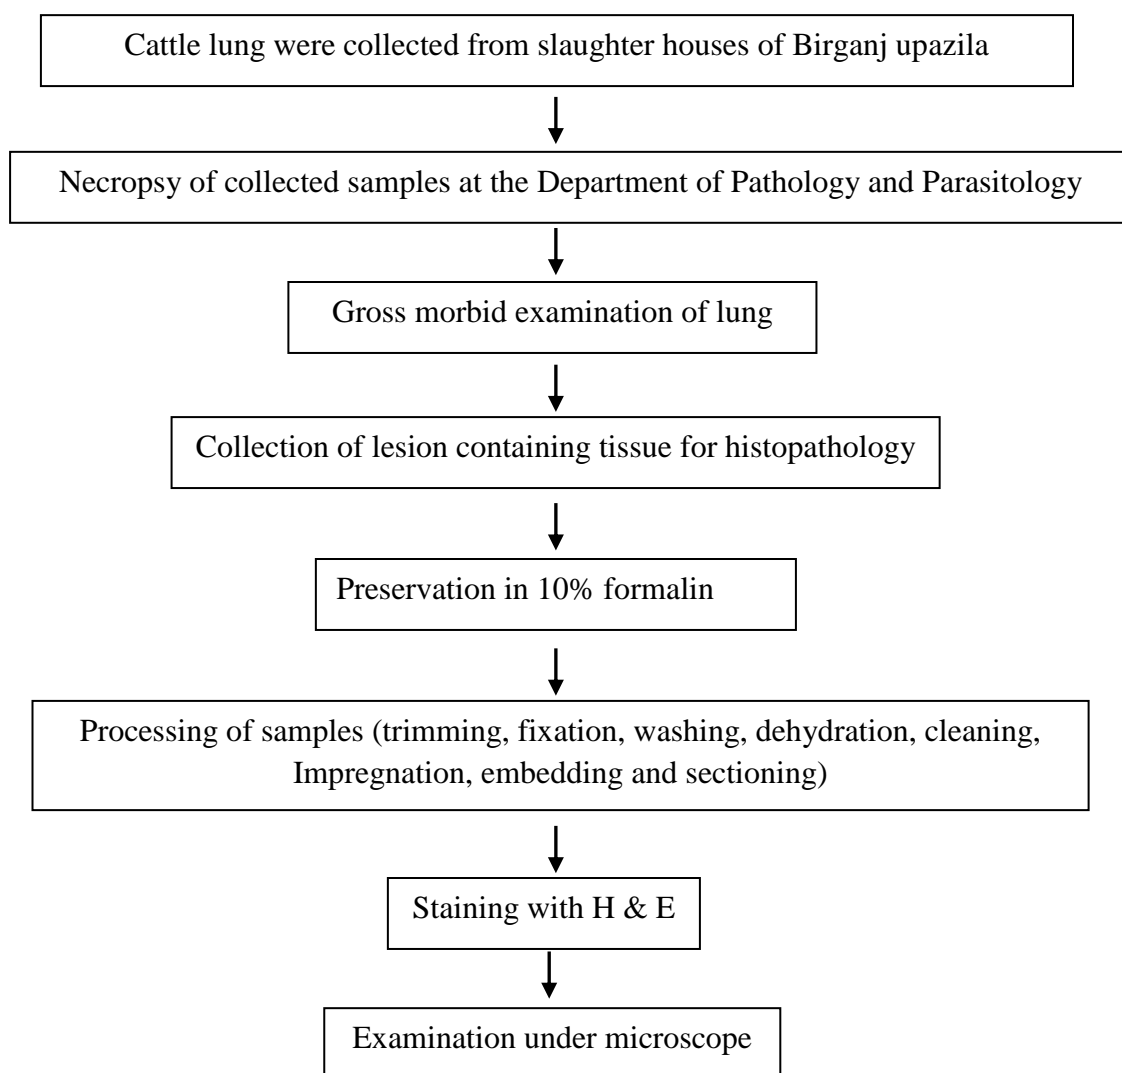 Cattle lung were collected from slaughter houses of Birganj upazila
Necropsy of collected samples at the Department of Pathology and Parasitology
Gross morbid examination of lung
Collection of lesion containing tissue for histopathology
Preservation in 10% formalin
Processing of samples (trimming, fixation, washing, dehydration, cleaning,
Impregnation, embedding and sectioning)
Staining with H & E
Examination under microscope